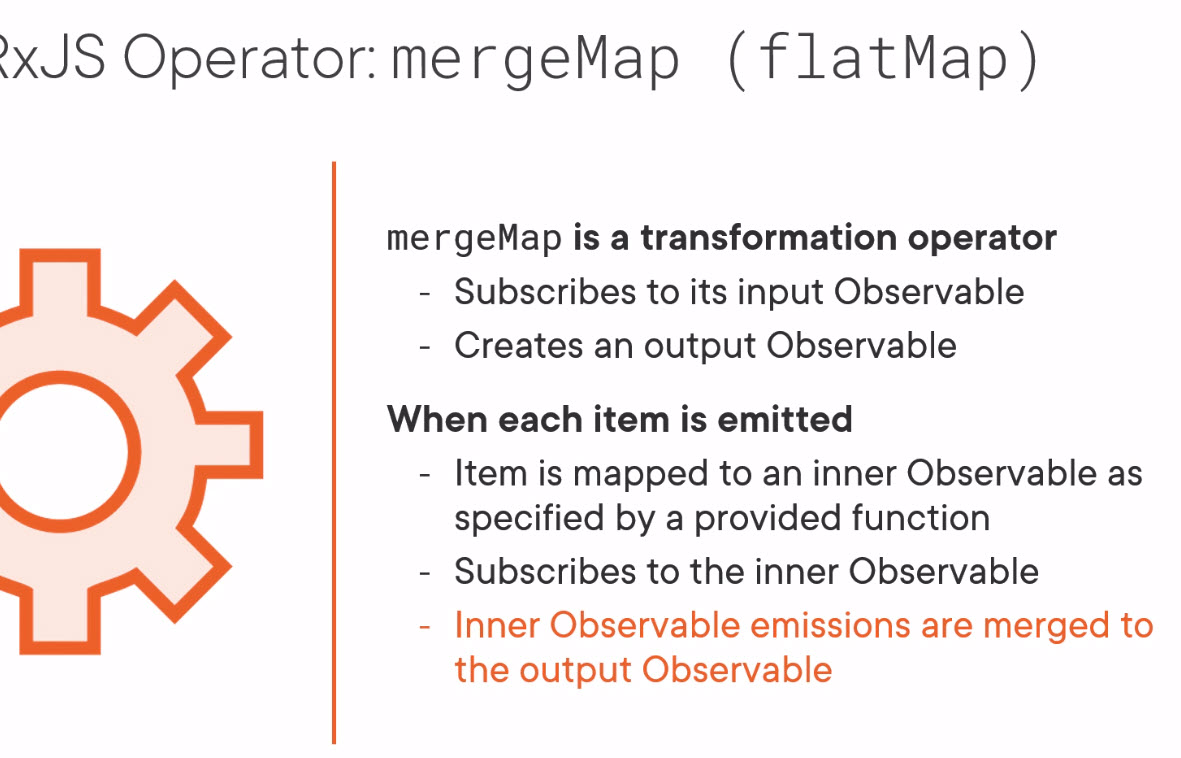 RxJS Operator: mergeMap (flatMap)
mergeMap is a transformation operator
- Subscribes to its input Observable
- Creates an output Observable
When each item is emitted
- Item is mapped to an inner Observable as
specified by a provided function
- Subscribes to the inner Observable
- Inner Observable emissions are merged to
the output Observable